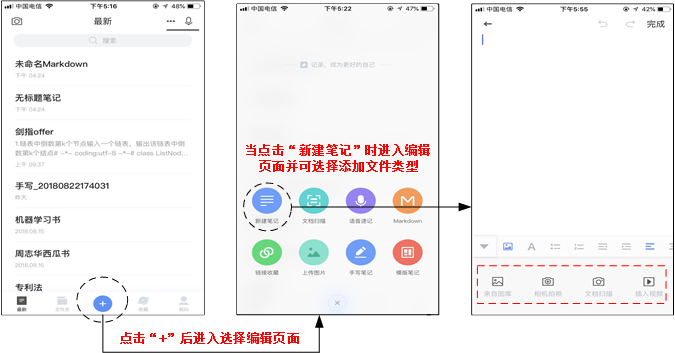 中国电信
下午5:16
48%
最新
搜索
未命名Markdown
下午 04:24
无标题笔记
下午 04:24
剑指offer
1.链表中倒数第k个节点输入一个链表，输出该链表中倒
数第k个结点# -*- coding:utf-8 -*-# class ListNod...
上午 09:37
手写_20180822174031
昨天
机器学习书
2018.08.15
周志华西瓜书
2018.08.15
专利法
最新
文件夹
+
收藏
我的
点击“+”后进入选择编辑页面
中国电信
下午5:22
49%
记录，成为更好的自己
当点击“新建笔记”时进入编辑
页面并可选择添加文件类型
新建笔记
文档扫描
语音速记
Markdown
链接收藏
上传图片
手写笔记
模板笔记
×
中国电信
下午5:55
42%
完成
A
来自图库
相机拍照
文档扫描
插入视频